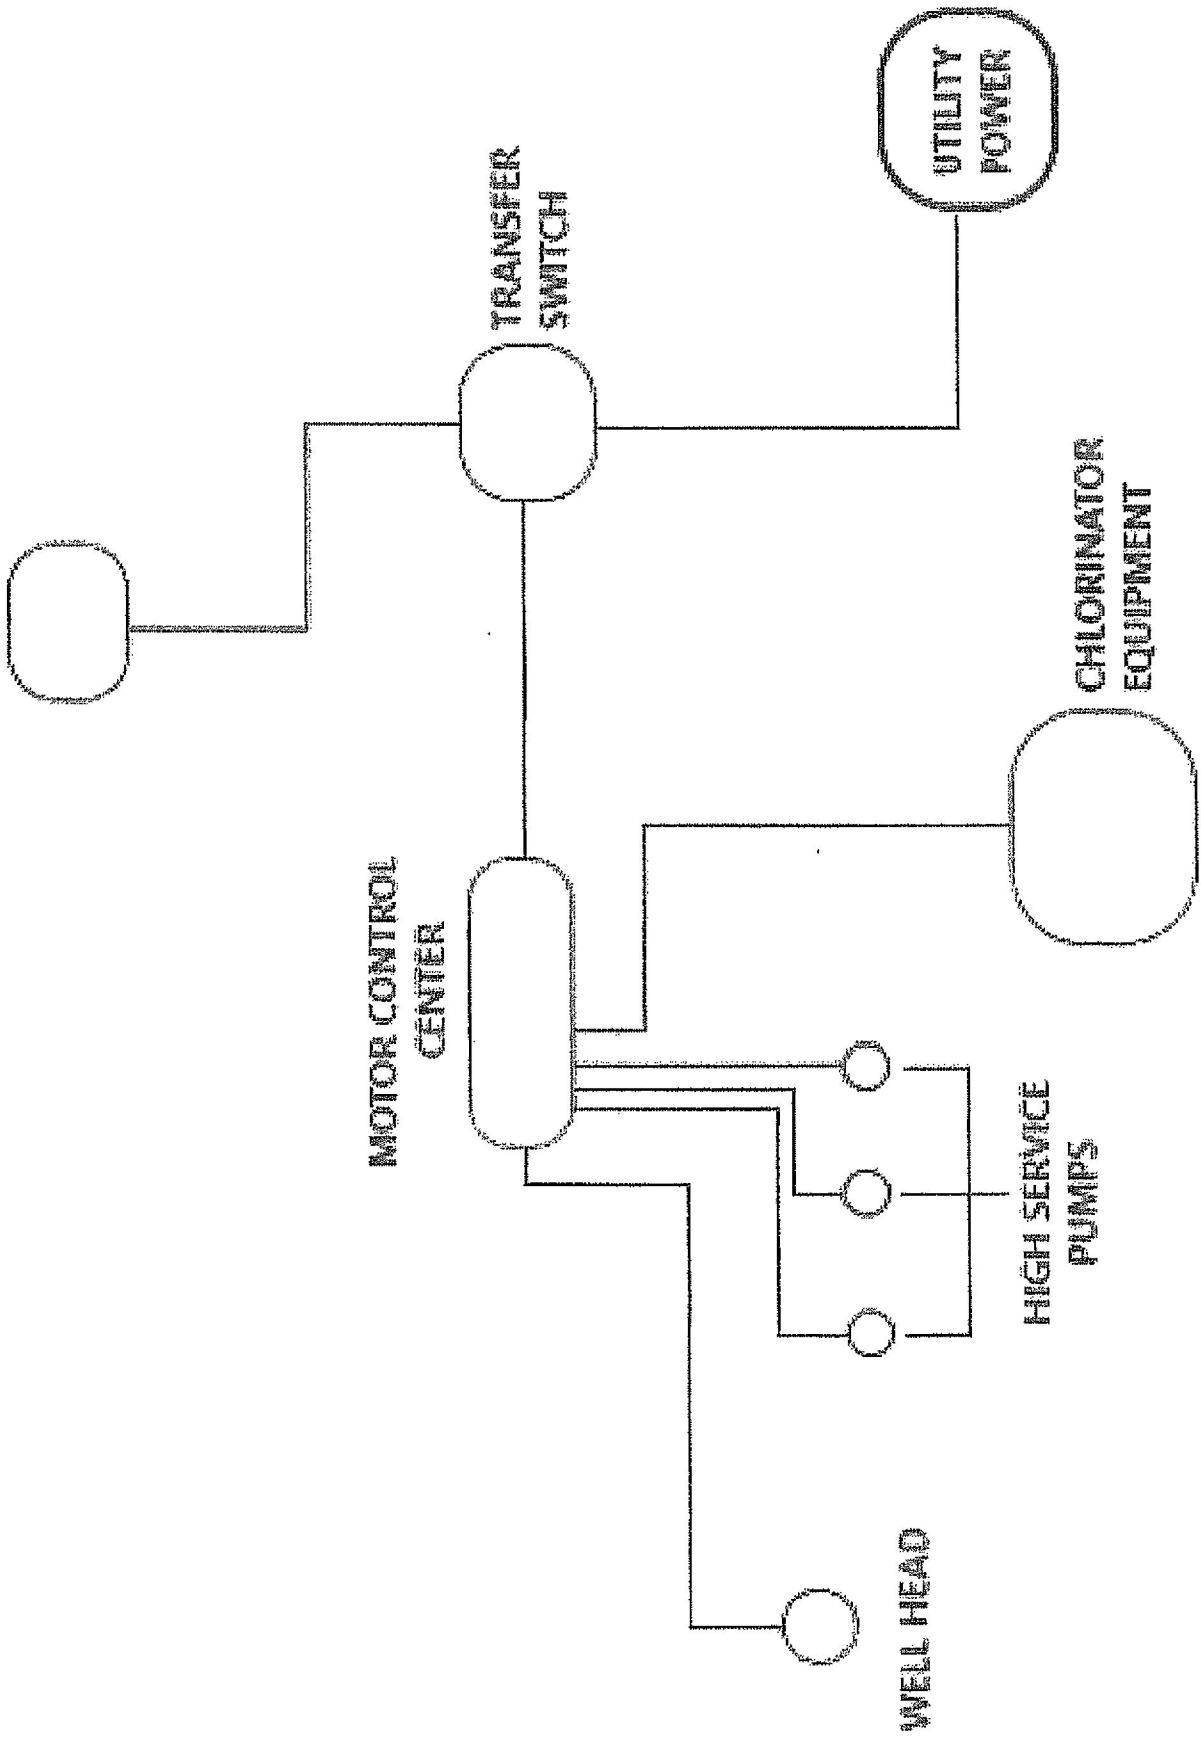 TRANSFER
SWITCH
UTILITY
POWER
MOTOR CONTROL
CENTER
CHLORINATOR
EQUIPMENT
HIGH SERVICE
PUMPS
WELL HEAD